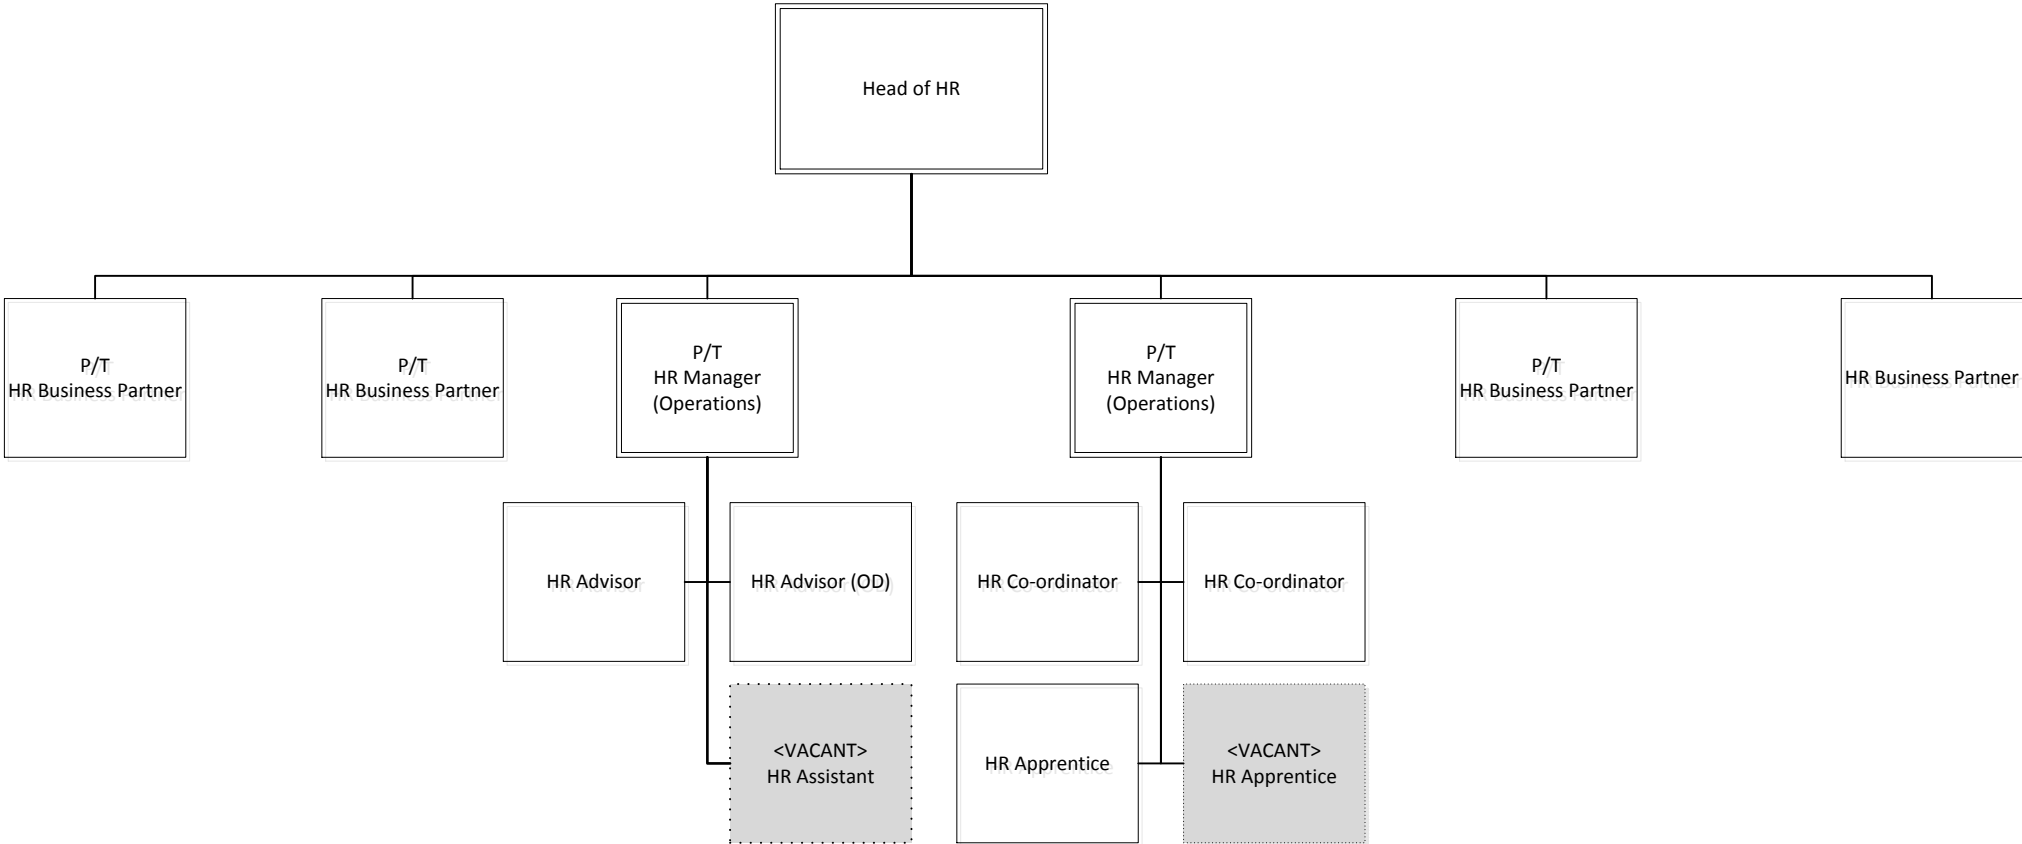 Head of HR
P/T
HR Business Partner
P/T
HR Business Partner
P/T
HR Manager
(Operations)
P/T
HR Manager
(Operations)
P/T
HR Business Partner
HR Business Partner
HR Advisor
HR Advisor (OD)
HR Co-ordinator
HR Co-ordinator
<VACANT>
HR Assistant
HR Apprentice
<VACANT>
HR Apprentice